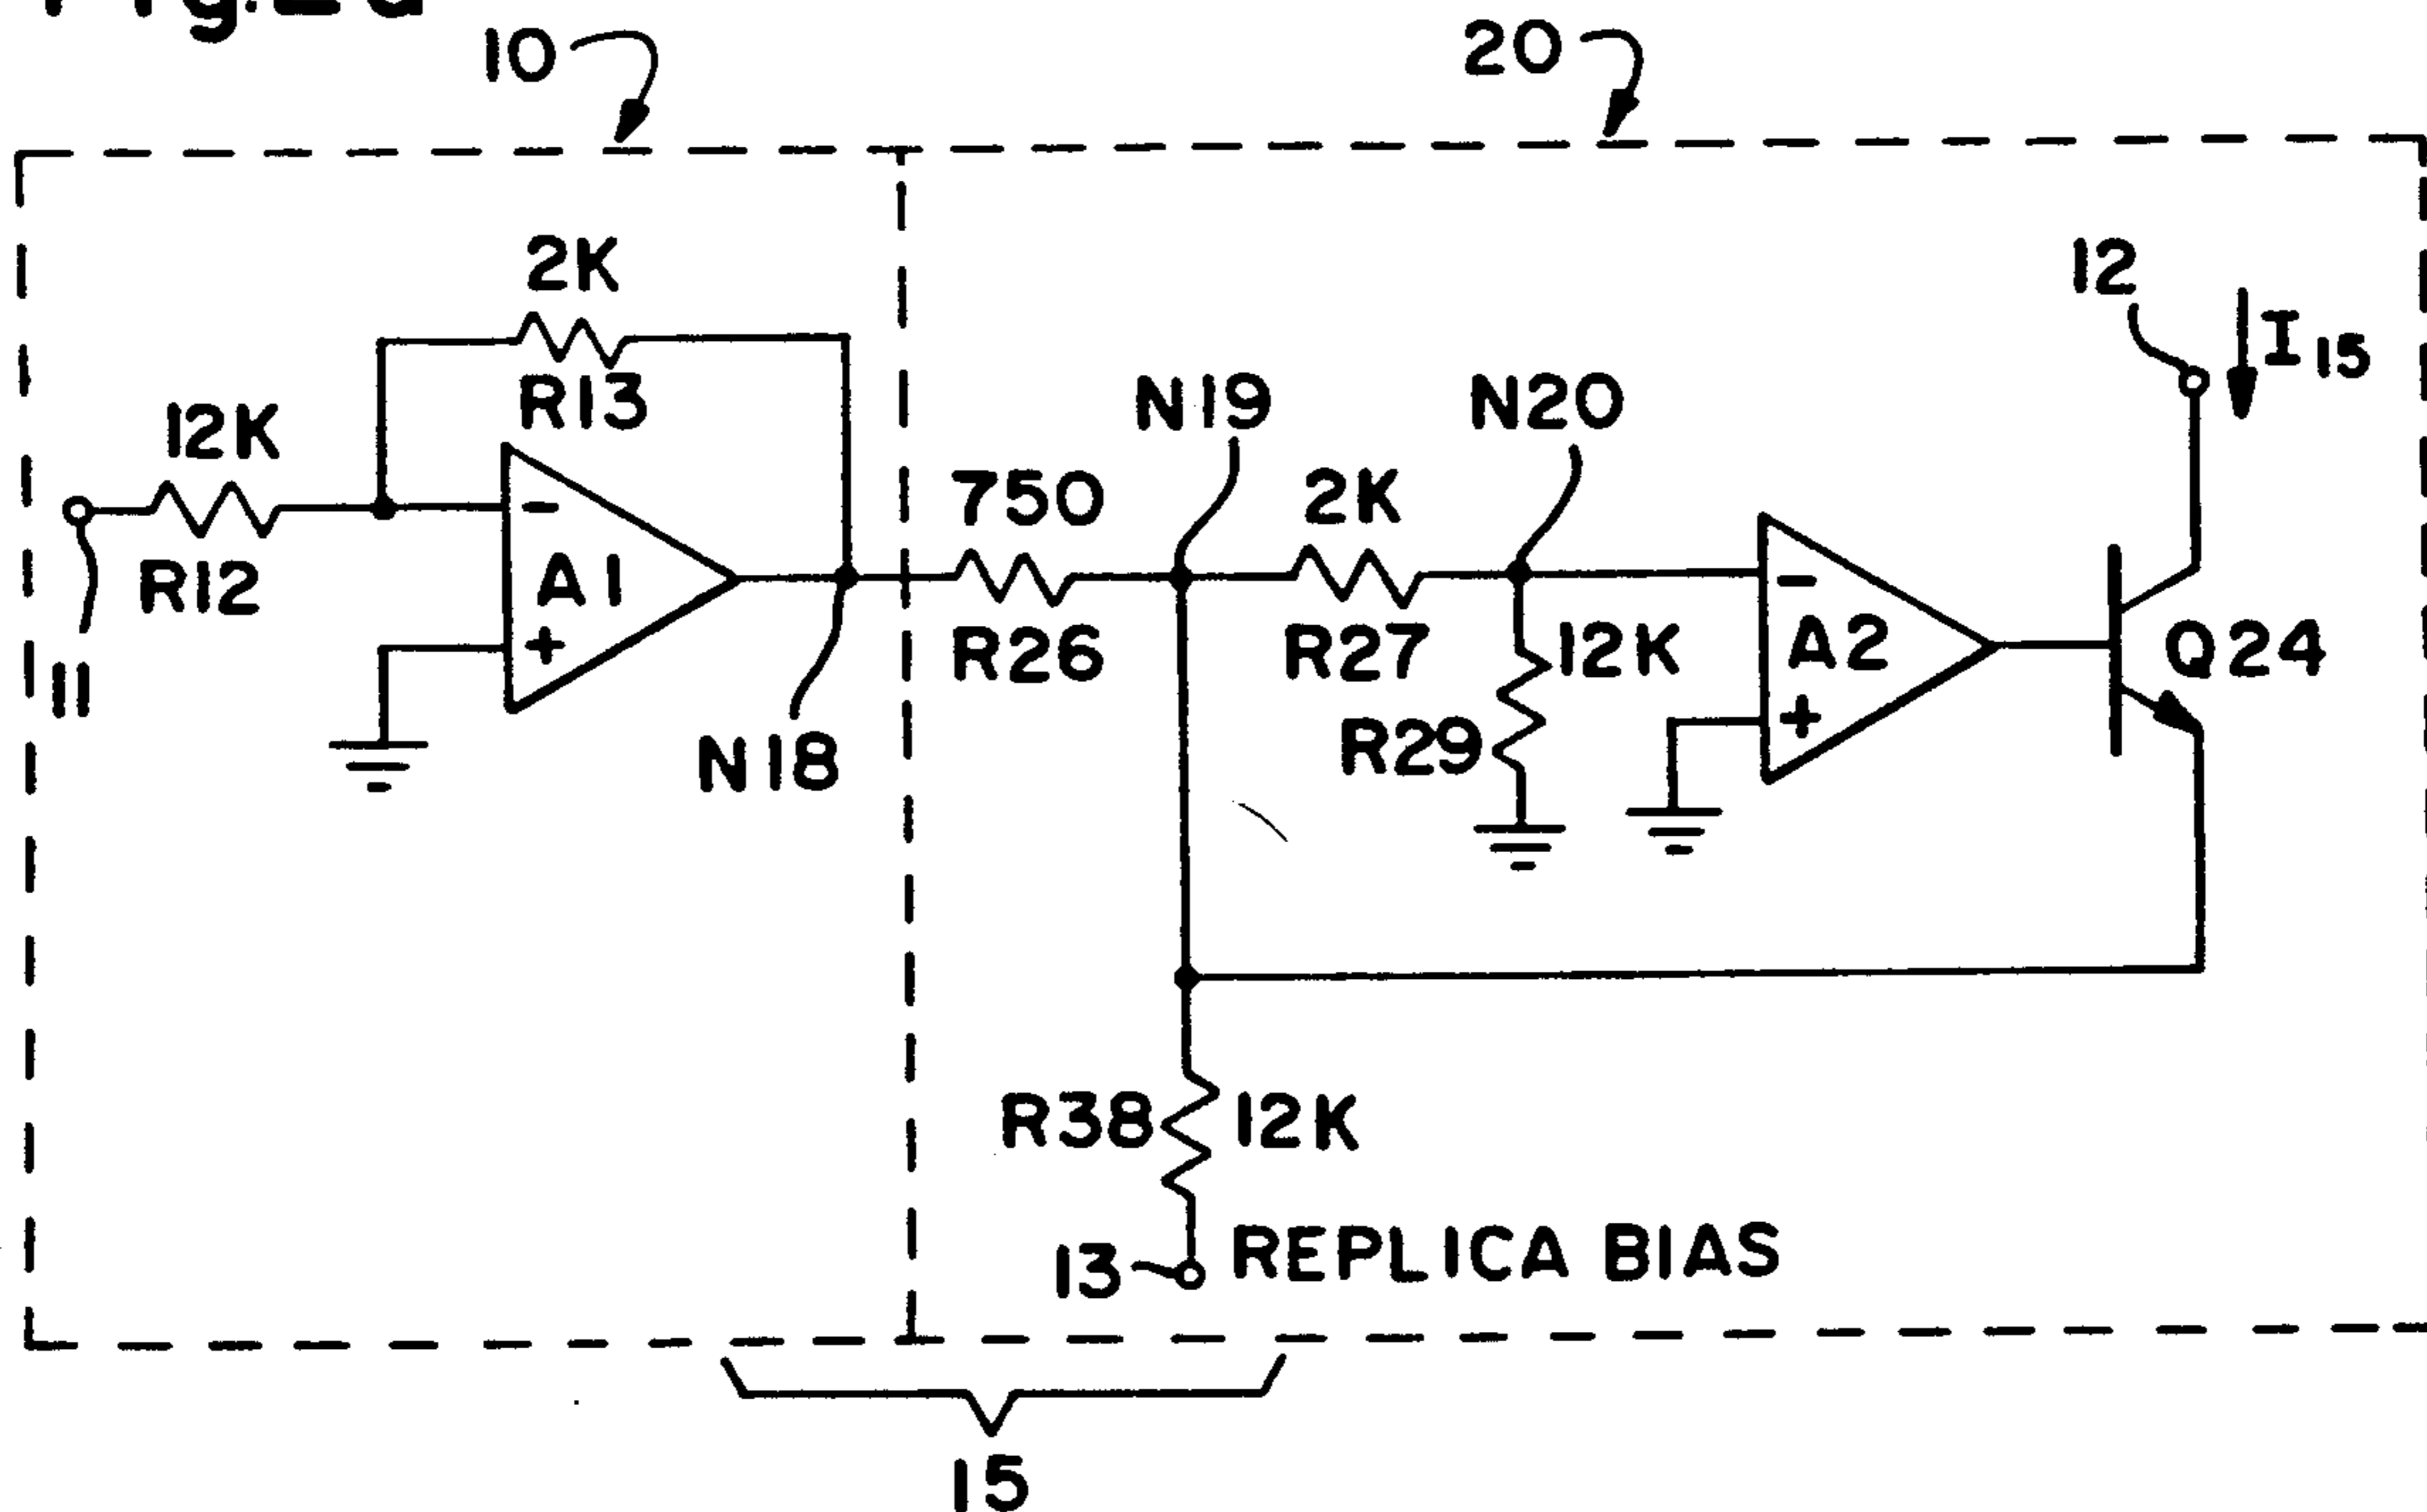 10
20
2K
R13
12K
R12
11
-
A1
+
N18
750
R26
N19
2K
R27
N20
12K
R29
-
A2
+
12
I15
Q24
R38
12K
13
REPLICA BIAS
15